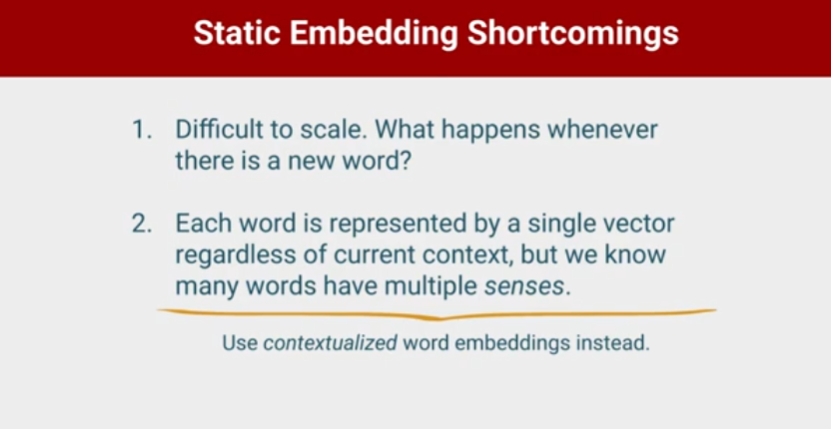 Static Embedding Shortcomings
1. Difficult to scale. What happens whenever
there is a new word?
2. Each word is represented by a single vector
regardless of current context, but we know
many words have multiple senses.
Use contextualized word embeddings instead.